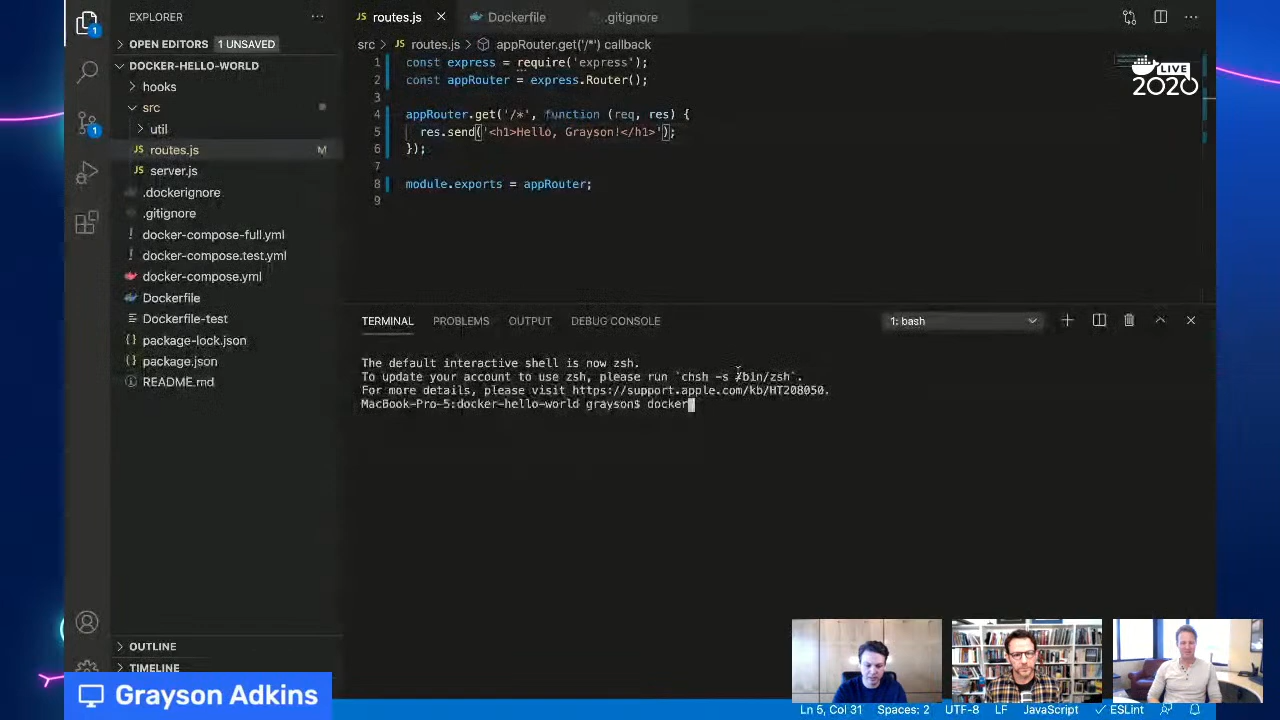 EXPLORER
routes.js
Dockerfile
.gitignore
OPEN EDITORS 1 UNSAVED
src > JS routes.js > appRouter.get('/*') callback
DOCKER-HELLO-WORLD
hooks
src
util
JS routes.js M
JS server.js
.dockerignore
.gitignore
! docker-compose-full.yml
! docker-compose.test.yml
docker-compose.yml
Dockerfile
Dockerfile-test
{} package-lock.json
{} package.json
README.md
OUTLINE
TIMELINE
1 const express = require('express');
2 const appRouter = express.Router();
3
4 appRouter.get('/*', function (req, res) {
5 res.send('<h1>Hello, Grayson!</h1>');
6 });
7
8 module.exports = appRouter;
9
LIVE
2020
TERMINAL PROBLEMS OUTPUT DEBUG CONSOLE 1: bash
The default interactive shell is now zsh.
To update your account to use zsh, please run `chsh -s /bin/zsh`.
For more details, please visit https://support.apple.com/kb/HT208050.
MacBook-Pro-5:docker-hello-world grayson$ docker
Grayson Adkins
Ln 5, Col 31 Spaces: 2 UTF-8 LF JavaScript ESLint